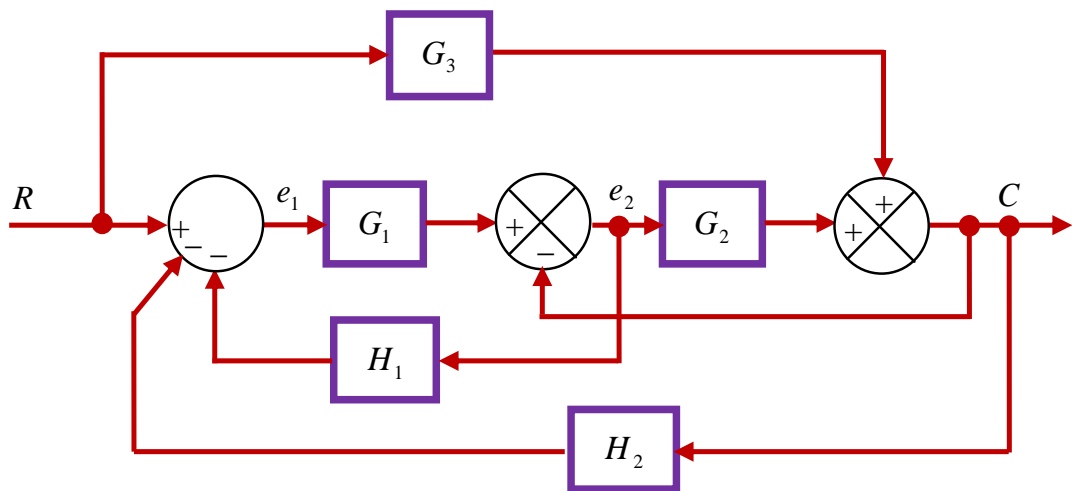 G₃
R
+
−
−
e₁
G₁
+
−
e₂
G₂
+
+
C
H₁
H₂